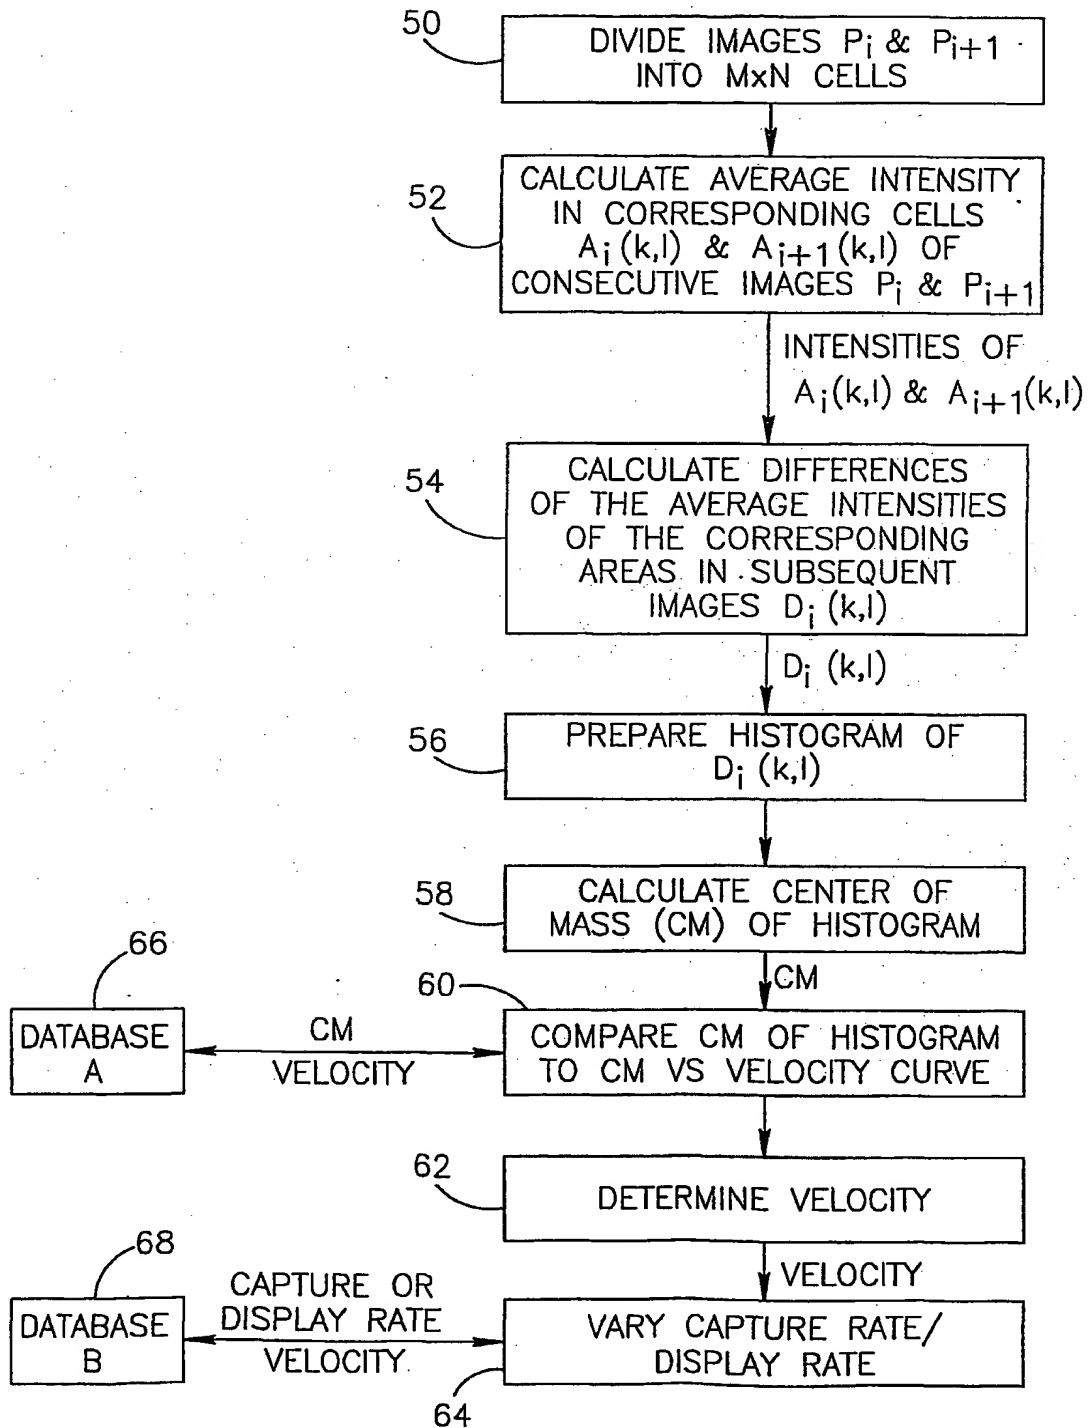 50
DIVIDE IMAGES Pi & Pi+1
INTO MxN CELLS
52
CALCULATE AVERAGE INTENSITY
IN CORRESPONDING CELLS
Ai(k,l) & Ai+1(k,l) OF
CONSECUTIVE IMAGES Pi & Pi+1
INTENSITIES OF
Ai(k,l) & Ai+1(k,l)
54
CALCULATE DIFFERENCES
OF THE AVERAGE INTENSITIES
OF THE CORRESPONDING
AREAS IN SUBSEQUENT
IMAGES Di (k,l)
Di (k,l)
56
PREPARE HISTOGRAM OF
Di (k,l)
58
CALCULATE CENTER OF
MASS (CM) OF HISTOGRAM
CM
66
DATABASE
A
CM
VELOCITY
60
COMPARE CM OF HISTOGRAM
TO CM VS VELOCITY CURVE
62
DETERMINE VELOCITY
VELOCITY
68
DATABASE
B
CAPTURE OR
DISPLAY RATE
VELOCITY
VARY CAPTURE RATE/
DISPLAY RATE
64